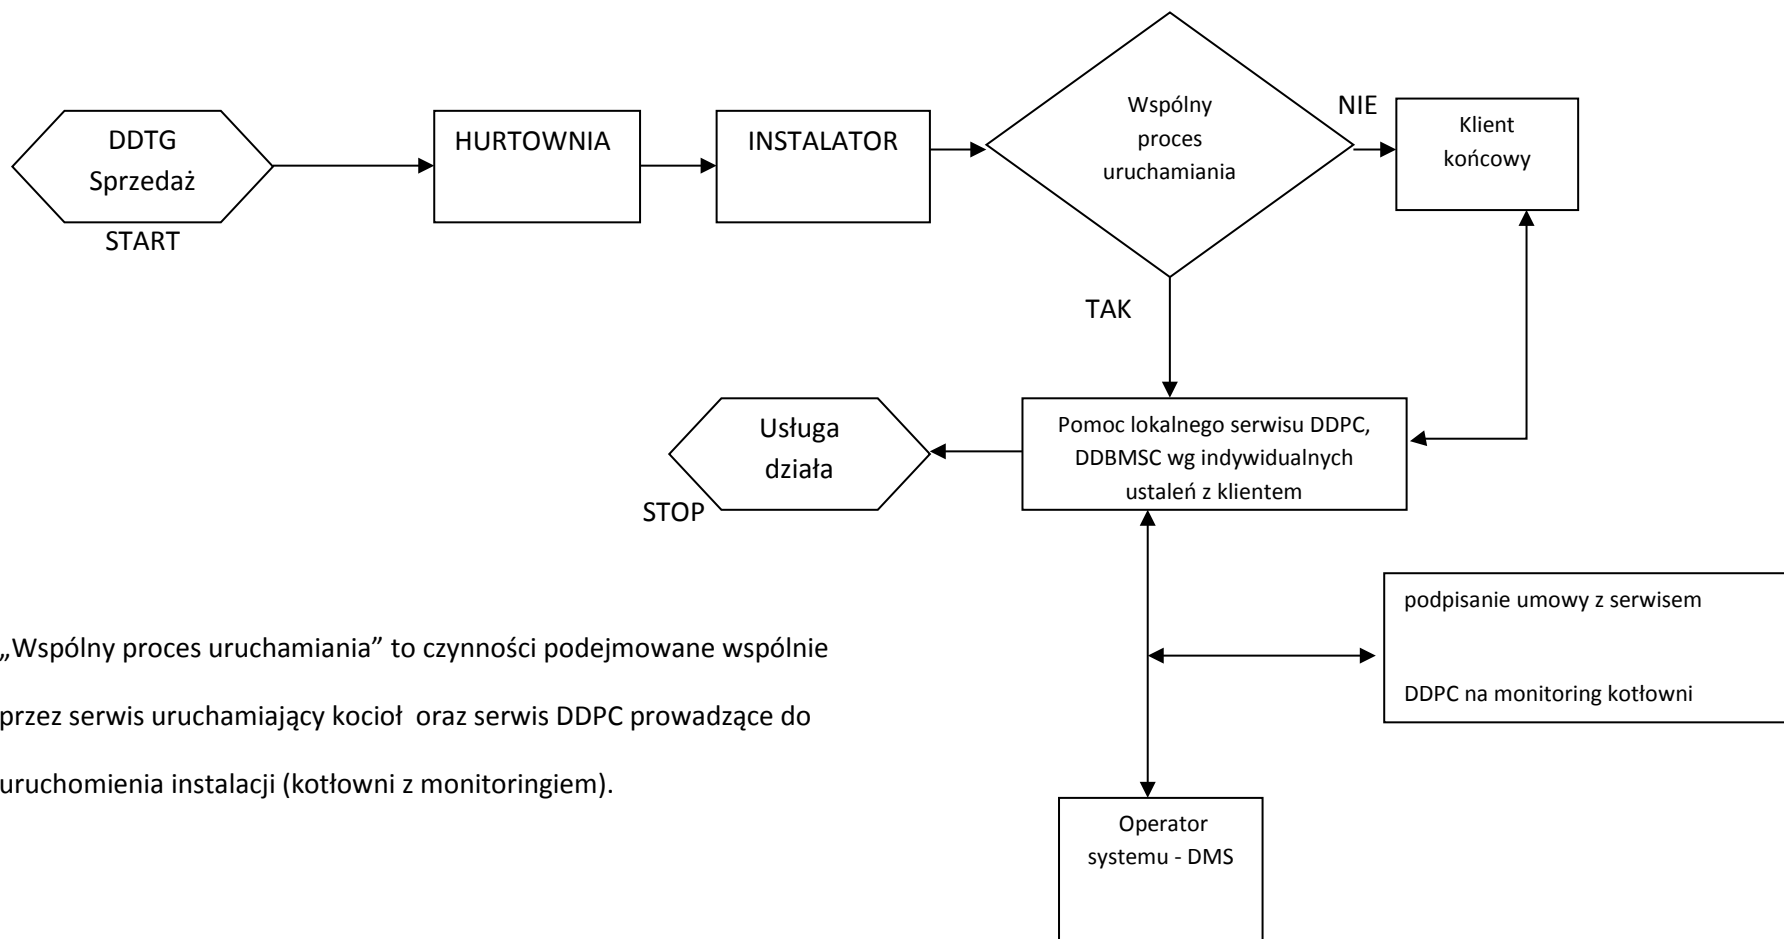 DDTG
Sprzedaż
START
HURTOWNIA
INSTALATOR
Wspólny
proces
uruchamiania
NIE
Klient
końcowy
TAK
Usługa
działa
STOP
Pomoc lokalnego serwisu DDPC,
DDBMSC wg indywidualnych
ustaleń z klientem
podpisanie umowy z serwisem
DDPC na monitoring kotłowni
„Wspólny proces uruchamiania” to czynności podejmowane wspólnie
przez serwis uruchamiający kocioł oraz serwis DDPC prowadzące do
uruchomienia instalacji (kotłowni z monitoringiem).
Operator
systemu - DMS